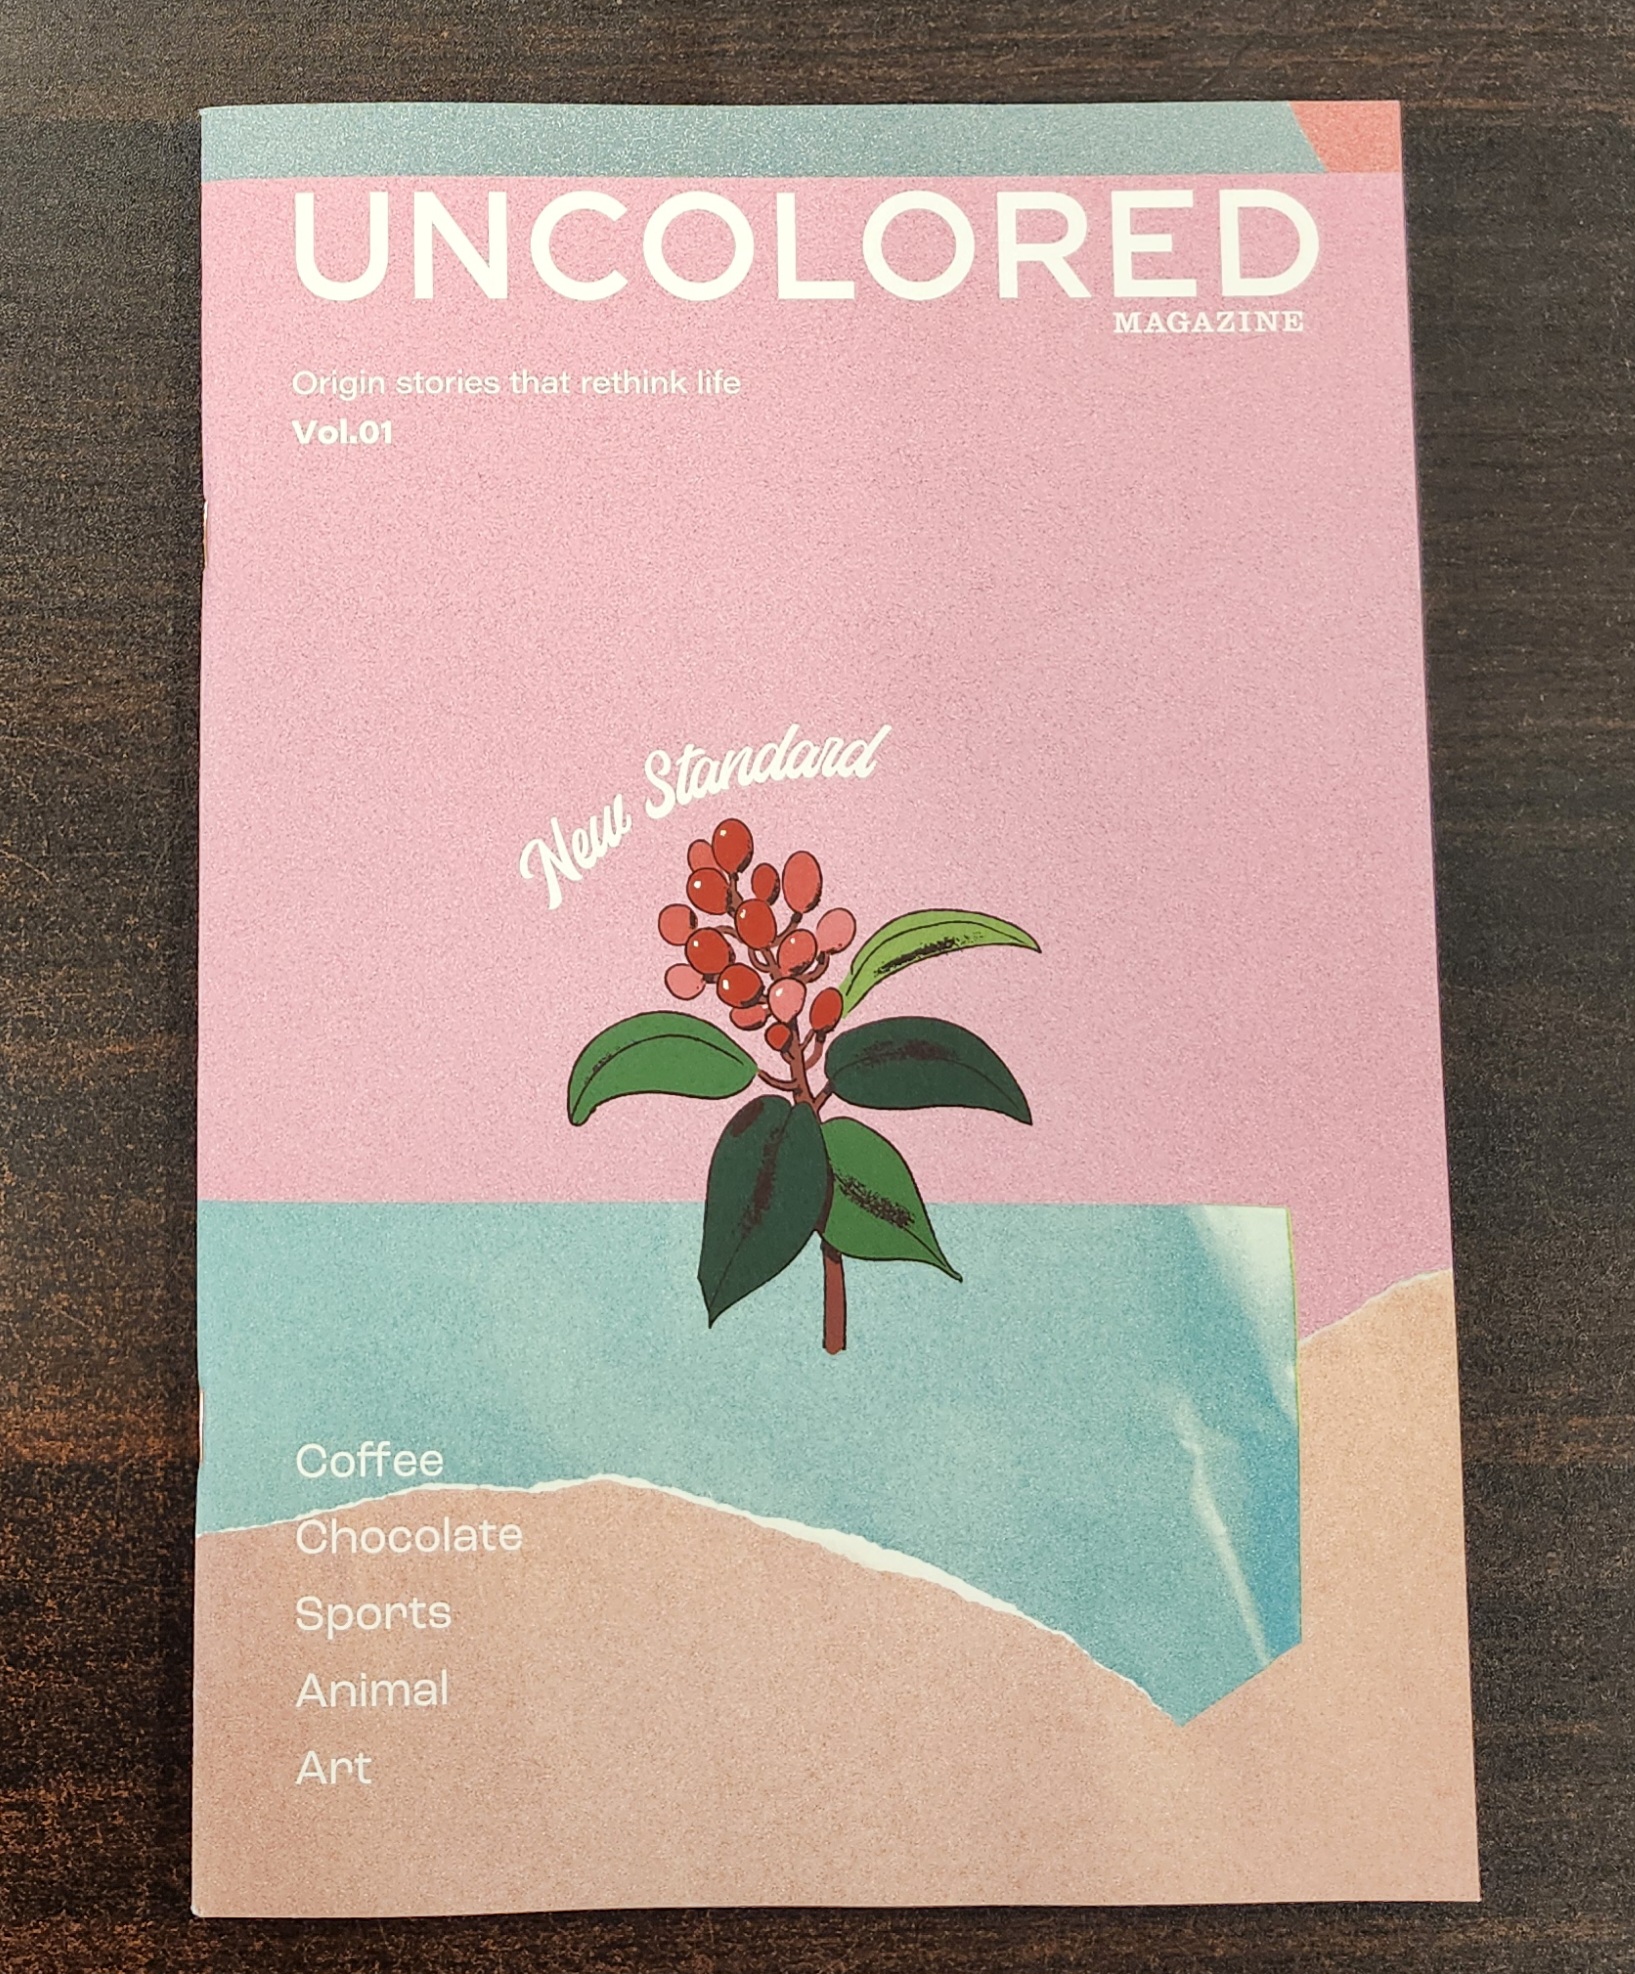 UNCOLORED
MAGAZINE
Origin stories that rethink life
Vol.01
New Standard
Coffee
Chocolate
Sports
Animal
Art